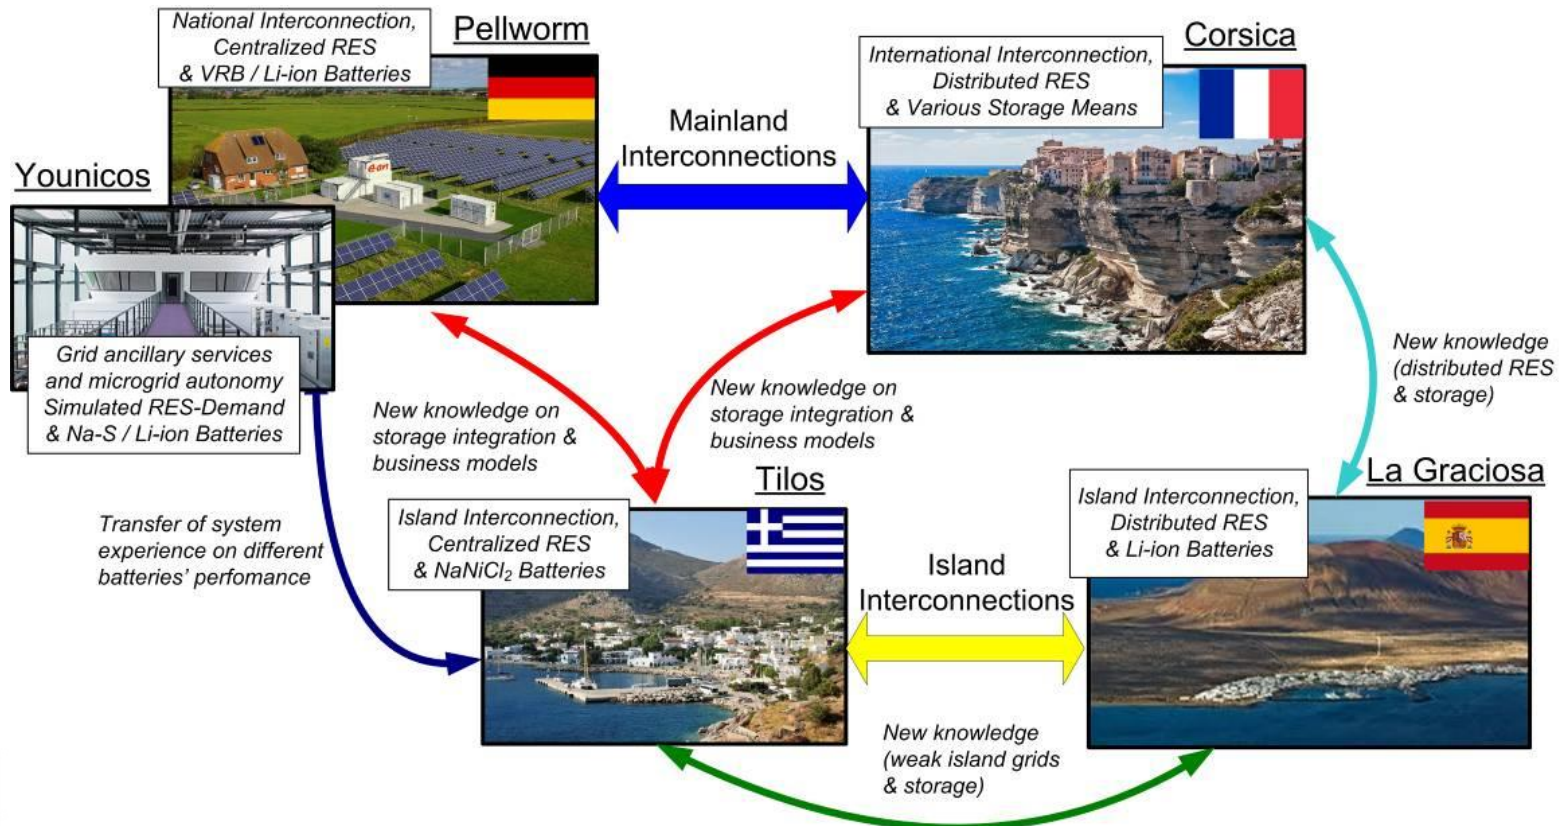 Pellworm
National Interconnection,
Centralized RES
& VRB / Li-ion Batteries
e·on
Corsica
International Interconnection,
Distributed RES
& Various Storage Means
Mainland
Interconnections
Younicos
Grid ancillary services
and microgrid autonomy
Simulated RES-Demand
& Na-S / Li-ion Batteries
New knowledge on
storage integration &
business models
New knowledge on
storage integration &
business models
New knowledge
(distributed RES
& storage)
Transfer of system
experience on different
batteries' perfomance
Tilos
Island Interconnection,
Centralized RES
& NaNiCl₂ Batteries
Island
Interconnections
La Graciosa
Island Interconnection,
Distributed RES
& Li-ion Batteries
New knowledge
(weak island grids
& storage)